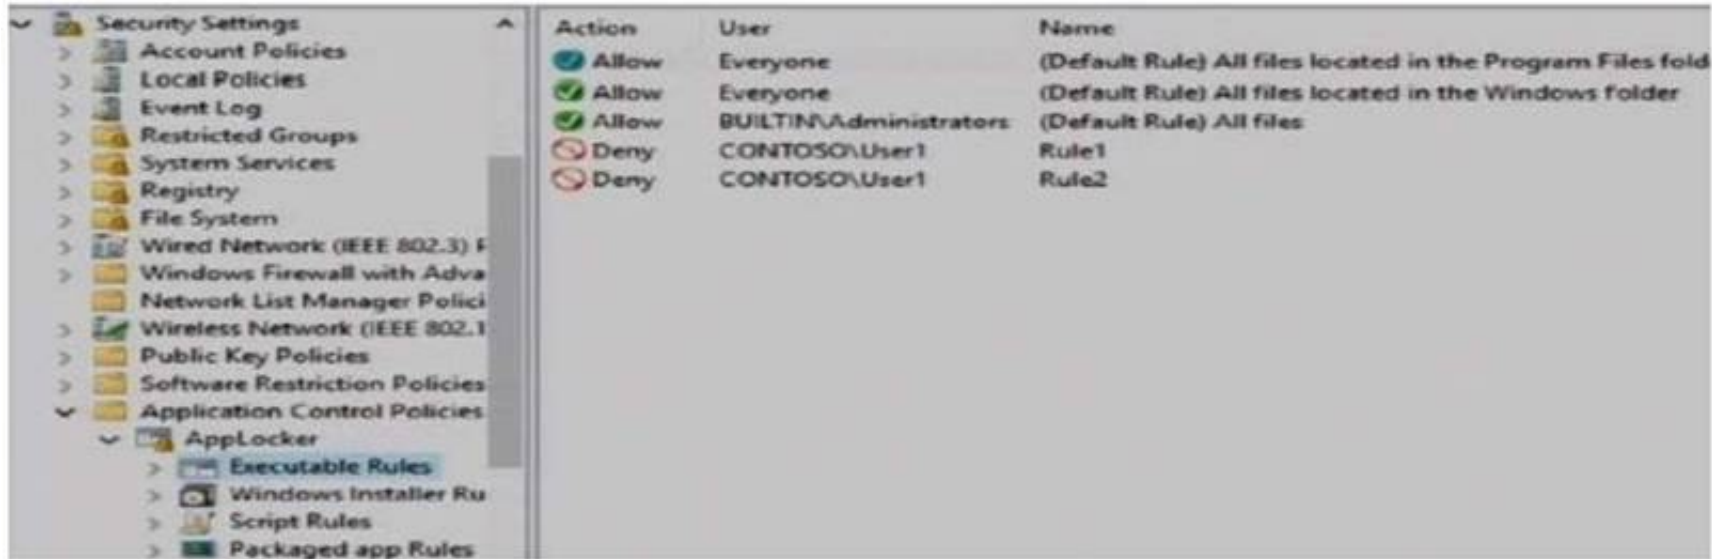 Security Settings
Account Policies
Local Policies
Event Log
Restricted Groups
System Services
Registry
File System
Wired Network (IEEE 802.3) P
Windows Firewall with Adva
Network List Manager Polici
Wireless Network (IEEE 802.1
Public Key Policies
Software Restriction Policies
Application Control Policies
AppLocker
Executable Rules
Windows Installer Ru
Script Rules
Packaged app Rules
Action User Name
Allow Everyone (Default Rule) All files located in the Program Files fold
Allow Everyone (Default Rule) All files located in the Windows folder
Allow BUILTIN\Administrators (Default Rule) All files
Deny CONTOSO\User1 Rule1
Deny CONTOSO\User1 Rule2